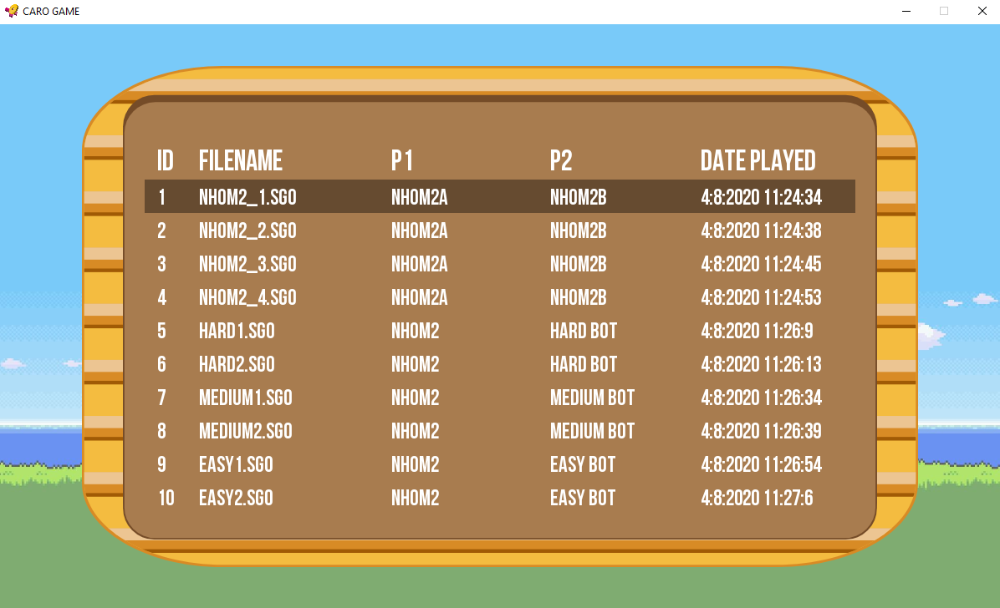 CARO GAME
ID FILENAME P1 P2 DATE PLAYED
1 NHOM2_1.SGO NHOM2A NHOM2B 4:8:2020 11:24:34
2 NHOM2_2.SGO NHOM2A NHOM2B 4:8:2020 11:24:38
3 NHOM2_3.SGO NHOM2A NHOM2B 4:8:2020 11:24:45
4 NHOM2_4.SGO NHOM2A NHOM2B 4:8:2020 11:24:53
5 HARD1.SGO NHOM2 HARD BOT 4:8:2020 11:26:9
6 HARD2.SGO NHOM2 HARD BOT 4:8:2020 11:26:13
7 MEDIUM1.SGO NHOM2 MEDIUM BOT 4:8:2020 11:26:34
8 MEDIUM2.SGO NHOM2 MEDIUM BOT 4:8:2020 11:26:39
9 EASY1.SGO NHOM2 EASY BOT 4:8:2020 11:26:54
10 EASY2.SGO NHOM2 EASY BOT 4:8:2020 11:27:6